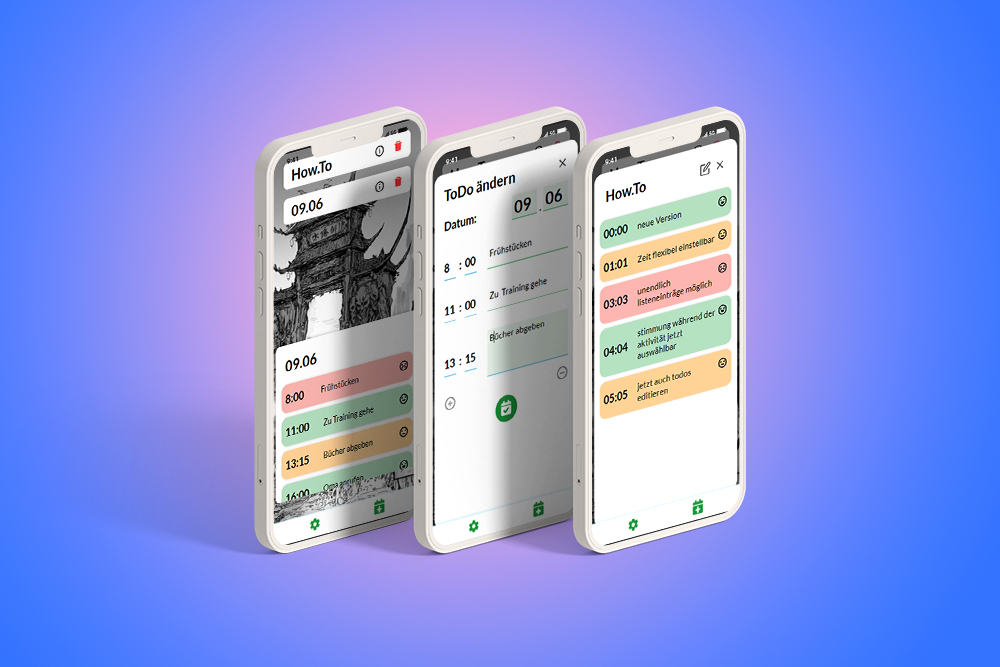 9:41
How.To
09.06
09.06
8:00 Frühstücken
11:00 Zu Training gehe
13:15 Bücher abgeben
16:00 Oma anrufen
9:41
ToDo ändern
Datum: 09 . 06
8 : 00 Frühstücken
11 : 00 Zu Training gehe
13 : 15 Bücher abgeben
9:41
How.To
00:00 neue Version
01:01 Zeit flexibel einstellbar
03:03 unendlich
listeneinträge möglich
04:04 stimmung während der
aktivität jetzt
auswählbar
05:05 jetzt auch todos
editieren